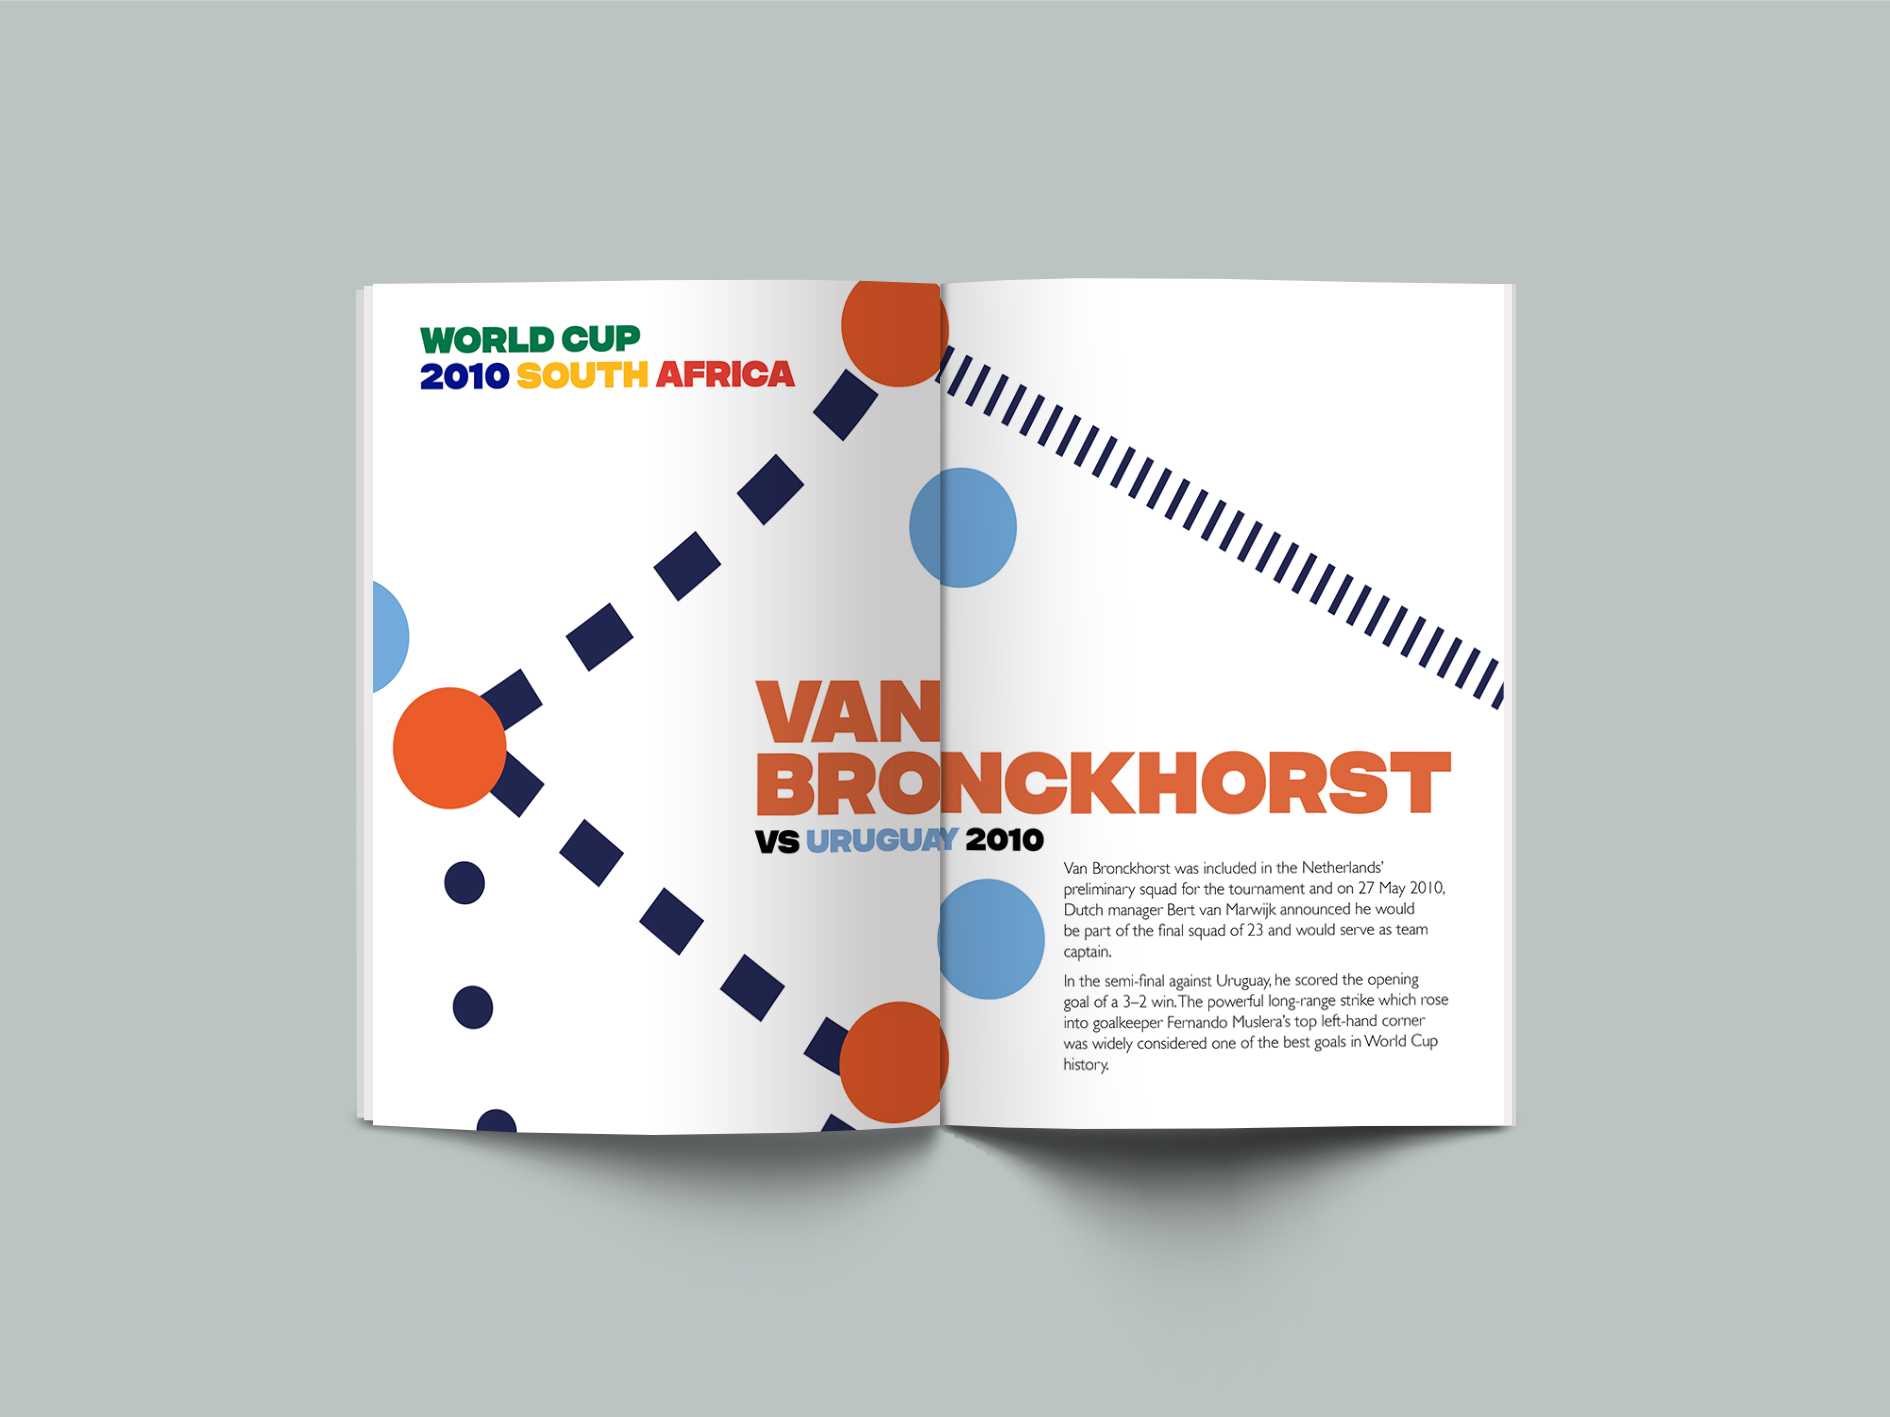 WORLD CUP
2010 SOUTH AFRICA
VAN
BRONCKHORST
VS URUGUAY 2010
Van Bronckhorst was included in the Netherlands'
preliminary squad for the tournament and on 27 May 2010,
Dutch manager Bert van Marwijk announced he would
be part of the final squad of 23 and would serve as team
captain.
In the semi-final against Uruguay, he scored the opening
goal of a 3–2 win. The powerful long-range strike which rose
into goalkeeper Fernando Muslera's top left-hand corner
was widely considered one of the best goals in World Cup
history.